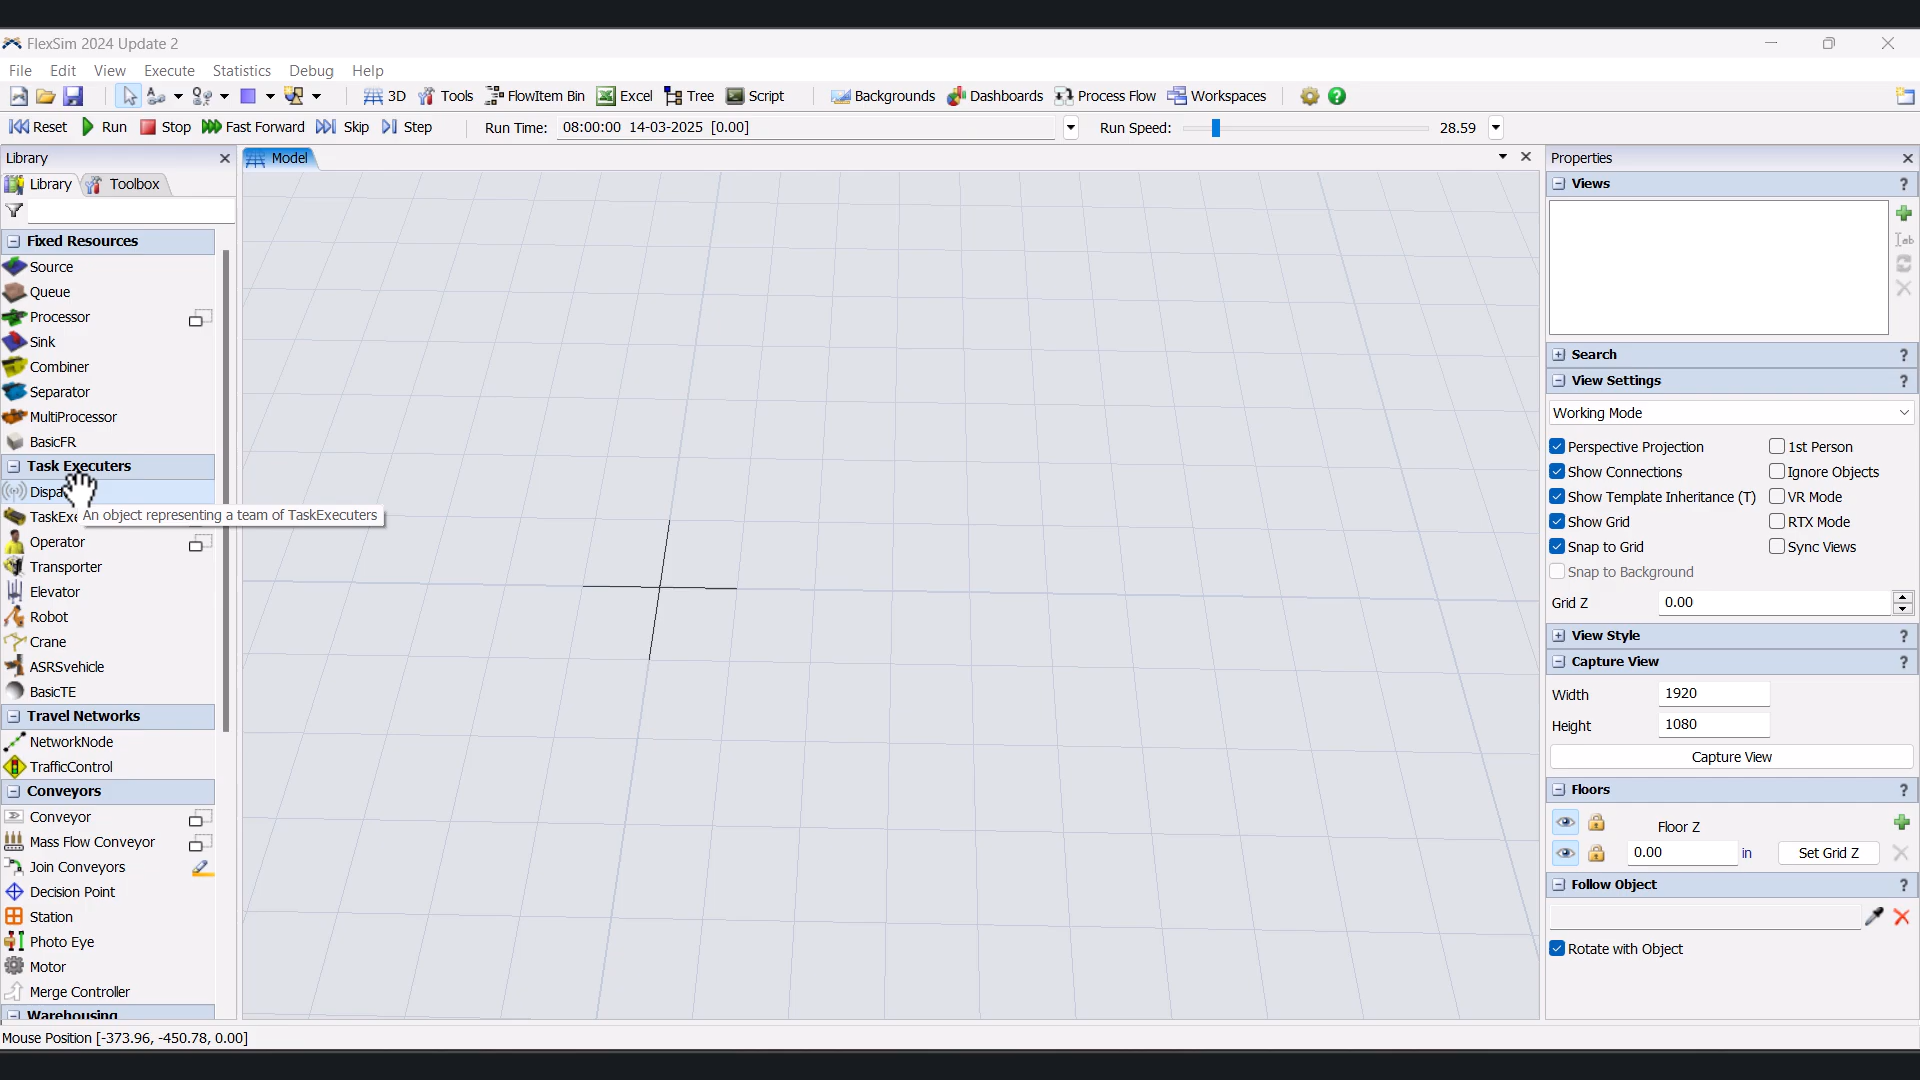 FlexSim 2024 Update 2
File Edit View Execute Statistics Debug Help
3D Tools FlowItem Bin Excel Tree Script Backgrounds Dashboards Process Flow Workspaces
Reset Run Stop Fast Forward Skip Step Run Time: 08:00:00 14-03-2025 [0.00] Run Speed: 28.59
Library
Library Toolbox
Fixed Resources
Source
Queue
Processor
Sink
Combiner
Separator
MultiProcessor
BasicFR
Task Executers
Dispa
TaskExe
An object representing a team of TaskExecuters
Operator
Transporter
Elevator
Robot
Crane
ASRSvehicle
BasicTE
Travel Networks
NetworkNode
TrafficControl
Conveyors
Conveyor
Mass Flow Conveyor
Join Conveyors
Decision Point
Station
Photo Eye
Motor
Merge Controller
Warehousing
Model
Properties
Views
Search
View Settings
Working Mode
Perspective Projection 1st Person
Show Connections Ignore Objects
Show Template Inheritance (T) VR Mode
Show Grid RTX Mode
Snap to Grid Sync Views
Snap to Background
Grid Z 0.00
View Style
Capture View
Width 1920
Height 1080
Capture View
Floors
Floor Z
0.00 in Set Grid Z
Follow Object
Rotate with Object
Mouse Position [-373.96, -450.78, 0.00]